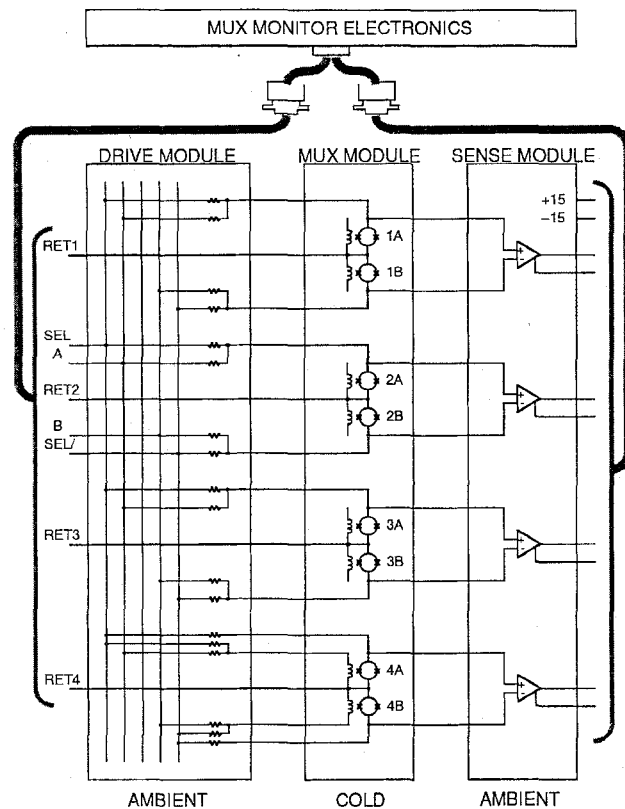 MUX MONITOR ELECTRONICS
DRIVE MODULE MUX MODULE SENSE MODULE
+15
-15
1A
RET1
1B
SEL
A
2A
RET2
2B
B
SEL/
3A
RET3
3B
4A
RET4
4B
AMBIENT COLD AMBIENT